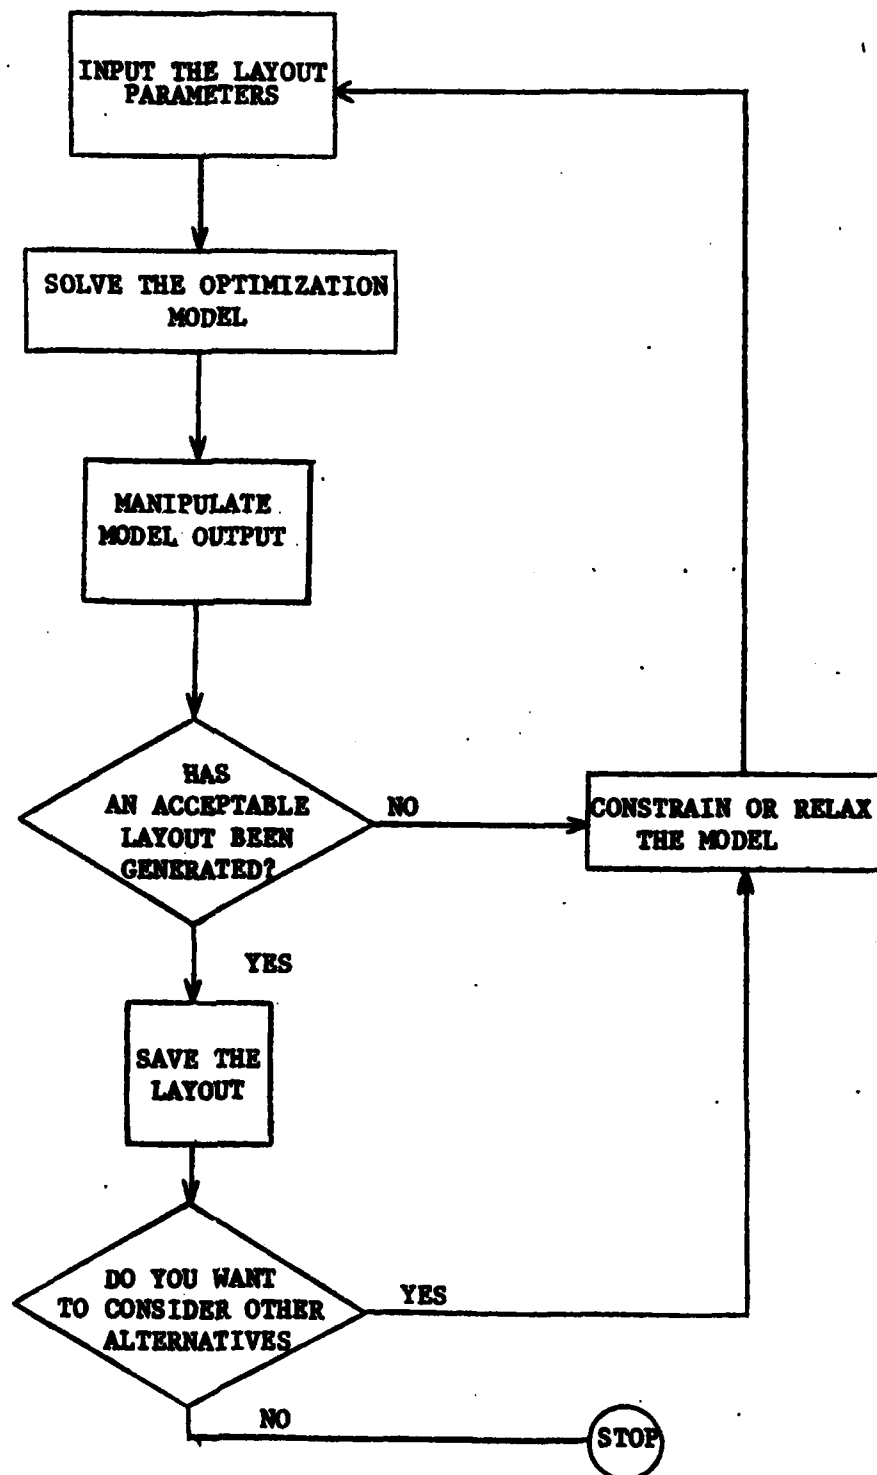 INPUT THE LAYOUT
PARAMETERS
SOLVE THE OPTIMIZATION
MODEL
MANIPULATE
MODEL OUTPUT
HAS
AN ACCEPTABLE
LAYOUT BEEN
GENERATED?
NO
CONSTRAIN OR RELAX
THE MODEL
YES
SAVE THE
LAYOUT
DO YOU WANT
TO CONSIDER OTHER
ALTERNATIVES
YES
NO
STOP